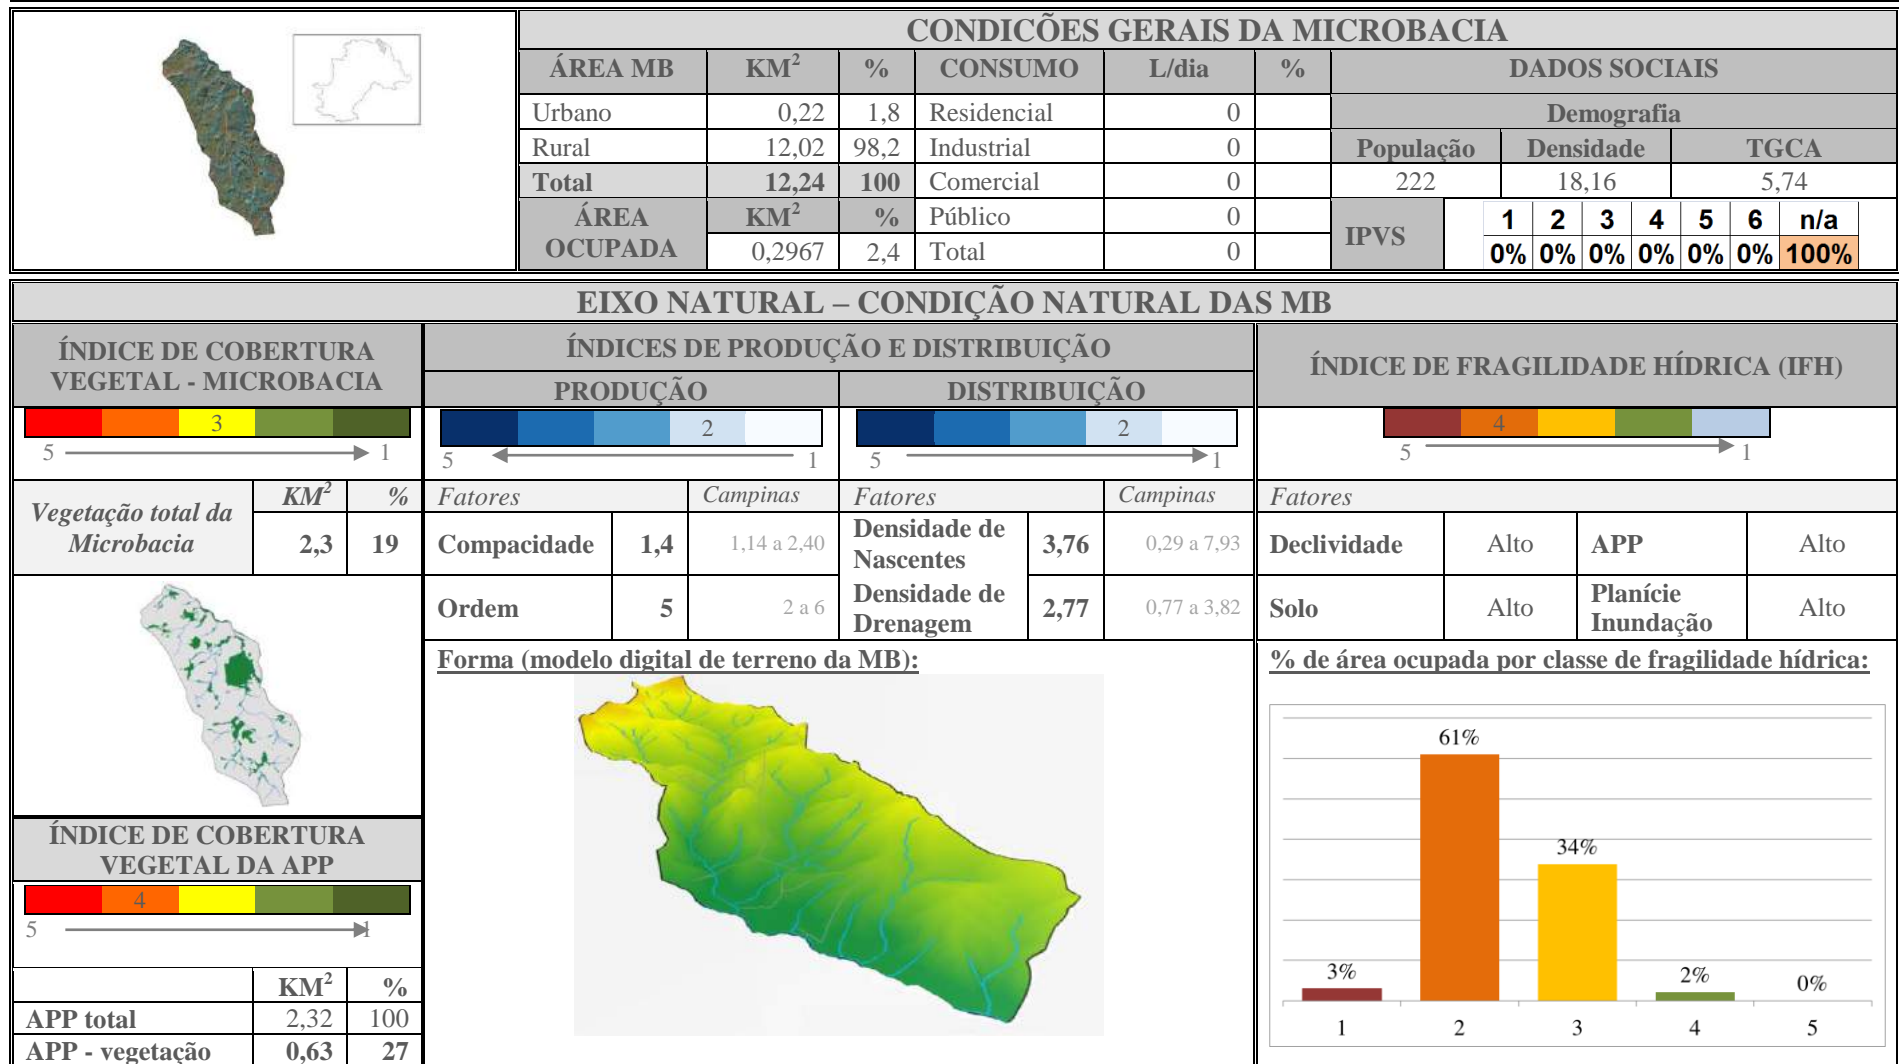 CONDICÕES GERAIS DA MICROBACIA
ÁREA MB KM² % CONSUMO L/dia % DADOS SOCIAIS
Urbano 0,22 1,8 Residencial 0 Demografia
Rural 12,02 98,2 Industrial 0 População Densidade TGCA
Total 12,24 100 Comercial 0 222 18,16 5,74
ÁREA OCUPADA KM² % Público 0 IPVS 1 2 3 4 5 6 n/a
0,2967 2,4 Total 0 0% 0% 0% 0% 0% 0% 100%
EIXO NATURAL – CONDIÇÃO NATURAL DAS MB
ÍNDICE DE COBERTURA
VEGETAL - MICROBACIA
3
5 1
Vegetação total da
Microbacia
KM² %
2,3 19
ÍNDICE DE COBERTURA
VEGETAL DA APP
4
5 1
KM² %
APP total 2,32 100
APP - vegetação 0,63 27
ÍNDICES DE PRODUÇÃO E DISTRIBUIÇÃO
PRODUÇÃO DISTRIBUIÇÃO
2 2
5 1 5 1
Fatores Campinas Fatores Campinas
Compacidade 1,4 1,14 a 2,40 Densidade de
Nascentes 3,76 0,29 a 7,93
Ordem 5 2 a 6 Densidade de
Drenagem 2,77 0,77 a 3,82
Forma (modelo digital de terreno da MB):
ÍNDICE DE FRAGILIDADE HÍDRICA (IFH)
4
5 1
Fatores
Declividade Alto APP Alto
Solo Alto Planície
Inundação Alto
% de área ocupada por classe de fragilidade hídrica:
61%
34%
3% 2% 0%
1 2 3 4 5